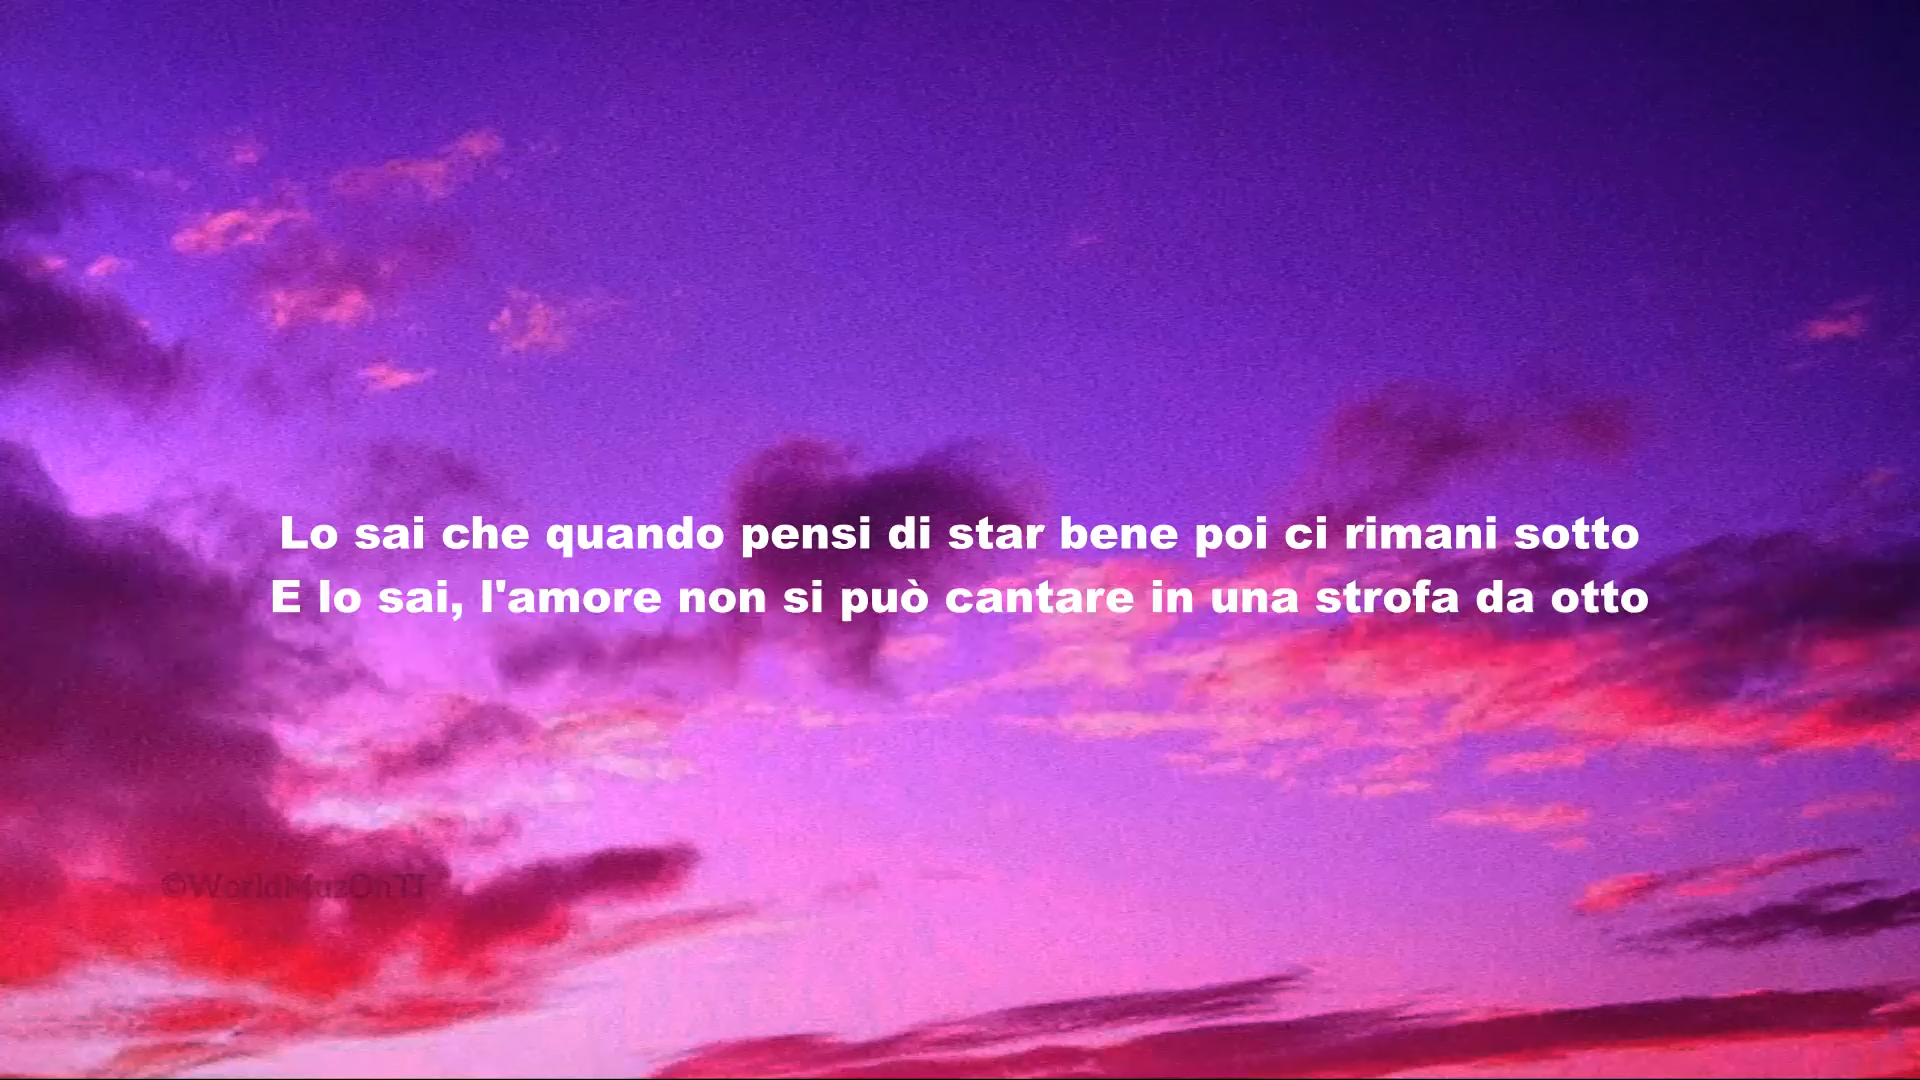 Lo sai che quando pensi di star bene poi ci rimani sotto
E lo sai, l'amore non si può cantare in una strofa da otto
©WorldMuzOnTI